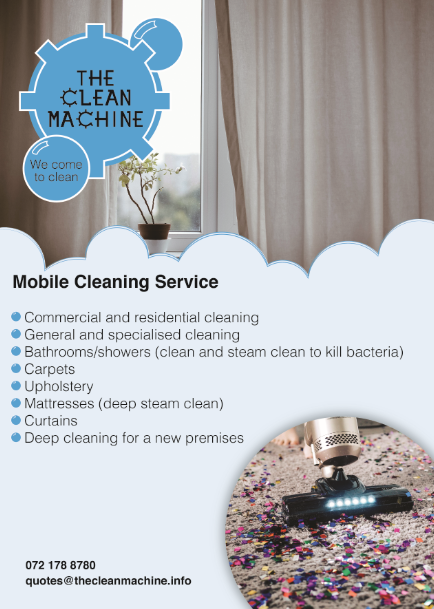 THE
CLEAN
MACHINE
We come
to clean
Mobile Cleaning Service
Commercial and residential cleaning
General and specialised cleaning
Bathrooms/showers (clean and steam clean to kill bacteria)
Carpets
Upholstery
Mattresses (deep steam clean)
Curtains
Deep cleaning for a new premises
072 178 8780
quotes@thecleanmachine.info